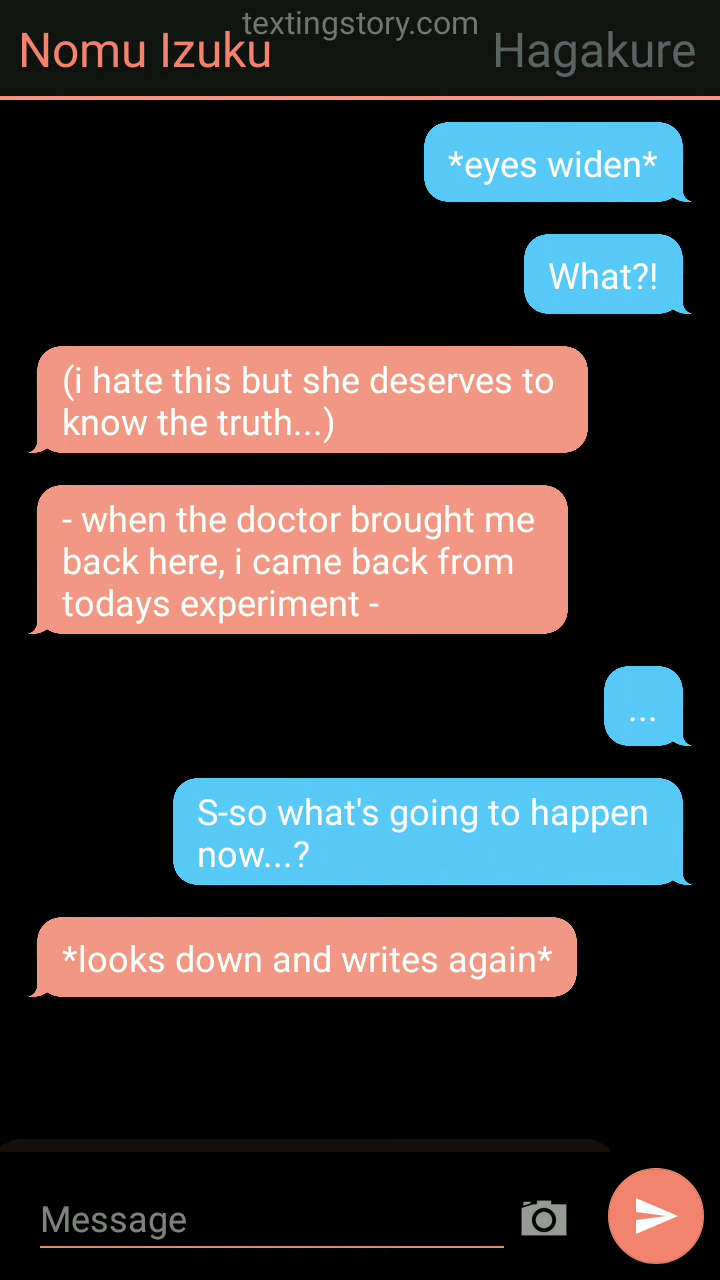 textingstory.com
Nomu Izuku
Hagakure
*eyes widen*
What?!
(i hate this but she deserves to
know the truth...)
- when the doctor brought me
back here, i came back from
todays experiment -
...
S-so what's going to happen
now...?
*looks down and writes again*
Message